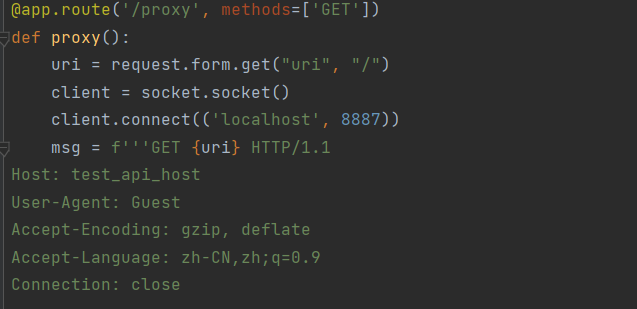 @app.route('/proxy', methods=['GET'])
def proxy():
    uri = request.form.get("uri", "/")
    client = socket.socket()
    client.connect(('localhost', 8887))
    msg = f'''GET {uri} HTTP/1.1
Host: test_api_host
User-Agent: Guest
Accept-Encoding: gzip, deflate
Accept-Language: zh-CN,zh;q=0.9
Connection: close